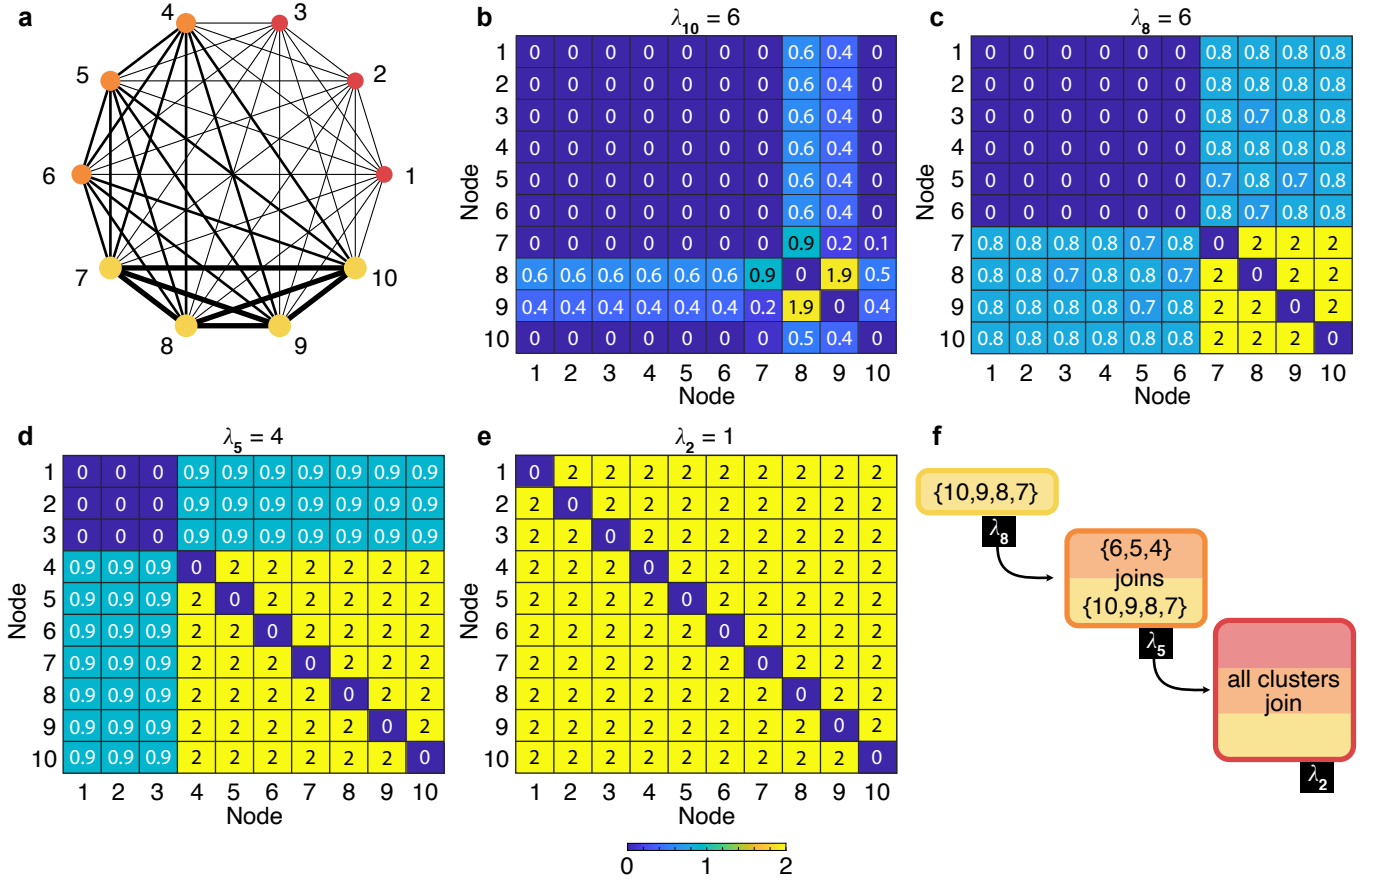 a
4
3
5
2
6
1
7
10
8
9
b
λ10 = 6
Node
1 0 0 0 0 0 0 0 0.6 0.4 0
2 0 0 0 0 0 0 0 0.6 0.4 0
3 0 0 0 0 0 0 0 0.6 0.4 0
4 0 0 0 0 0 0 0 0.6 0.4 0
5 0 0 0 0 0 0 0 0.6 0.4 0
6 0 0 0 0 0 0 0 0.6 0.4 0
7 0 0 0 0 0 0 0 0.9 0.2 0.1
8 0.6 0.6 0.6 0.6 0.6 0.6 0.9 0 1.9 0.5
9 0.4 0.4 0.4 0.4 0.4 0.4 0.2 1.9 0 0.4
10 0 0 0 0 0 0 0 0.5 0.4 0
1 2 3 4 5 6 7 8 9 10
Node
c
λ8 = 6
Node
1 0 0 0 0 0 0 0.8 0.8 0.8 0.8
2 0 0 0 0 0 0 0.8 0.8 0.8 0.8
3 0 0 0 0 0 0 0.8 0.7 0.8 0.8
4 0 0 0 0 0 0 0.8 0.8 0.8 0.8
5 0 0 0 0 0 0 0.7 0.8 0.7 0.8
6 0 0 0 0 0 0 0.8 0.7 0.8 0.8
7 0.8 0.8 0.8 0.8 0.7 0.8 0 2 2 2
8 0.8 0.8 0.7 0.8 0.8 0.7 2 0 2 2
9 0.8 0.8 0.8 0.8 0.7 0.8 2 2 0 2
10 0.8 0.8 0.8 0.8 0.8 0.8 2 2 2 0
1 2 3 4 5 6 7 8 9 10
Node
d
λ5 = 4
Node
1 0 0 0 0.9 0.9 0.9 0.9 0.9 0.9 0.9
2 0 0 0 0.9 0.9 0.9 0.9 0.9 0.9 0.9
3 0 0 0 0.9 0.9 0.9 0.9 0.9 0.9 0.9
4 0.9 0.9 0.9 0 2 2 2 2 2 2
5 0.9 0.9 0.9 2 0 2 2 2 2 2
6 0.9 0.9 0.9 2 2 0 2 2 2 2
7 0.9 0.9 0.9 2 2 2 0 2 2 2
8 0.9 0.9 0.9 2 2 2 2 0 2 2
9 0.9 0.9 0.9 2 2 2 2 2 0 2
10 0.9 0.9 0.9 2 2 2 2 2 2 0
1 2 3 4 5 6 7 8 9 10
Node
e
λ2 = 1
Node
1 0 2 2 2 2 2 2 2 2 2
2 2 0 2 2 2 2 2 2 2 2
3 2 2 0 2 2 2 2 2 2 2
4 2 2 2 0 2 2 2 2 2 2
5 2 2 2 2 0 2 2 2 2 2
6 2 2 2 2 2 0 2 2 2 2
7 2 2 2 2 2 2 0 2 2 2
8 2 2 2 2 2 2 2 0 2 2
9 2 2 2 2 2 2 2 2 0 2
10 2 2 2 2 2 2 2 2 2 0
1 2 3 4 5 6 7 8 9 10
Node
0 1 2
f
{10,9,8,7}
λ8
{6,5,4}
joins
{10,9,8,7}
λ5
all clusters
join
λ2